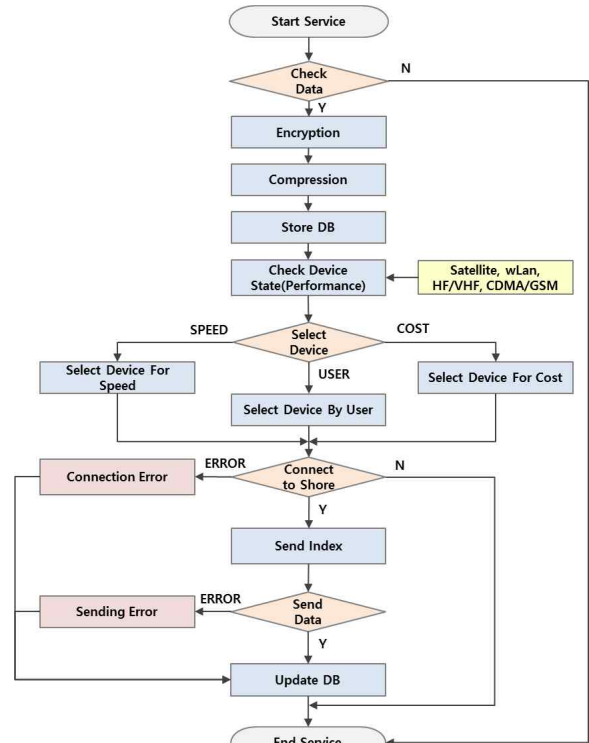 Start Service
Check
Data
N
Y
Encryption
Compression
Store DB
Check Device
State(Performance)
Satellite, wLan,
HF/VHF, CDMA/GSM
SPEED
Select
Device
COST
USER
Select Device For
Speed
Select Device By User
Select Device For Cost
Connection Error
ERROR
Connect
to Shore
N
Y
Send Index
Sending Error
ERROR
Send
Data
Y
Update DB
End Service